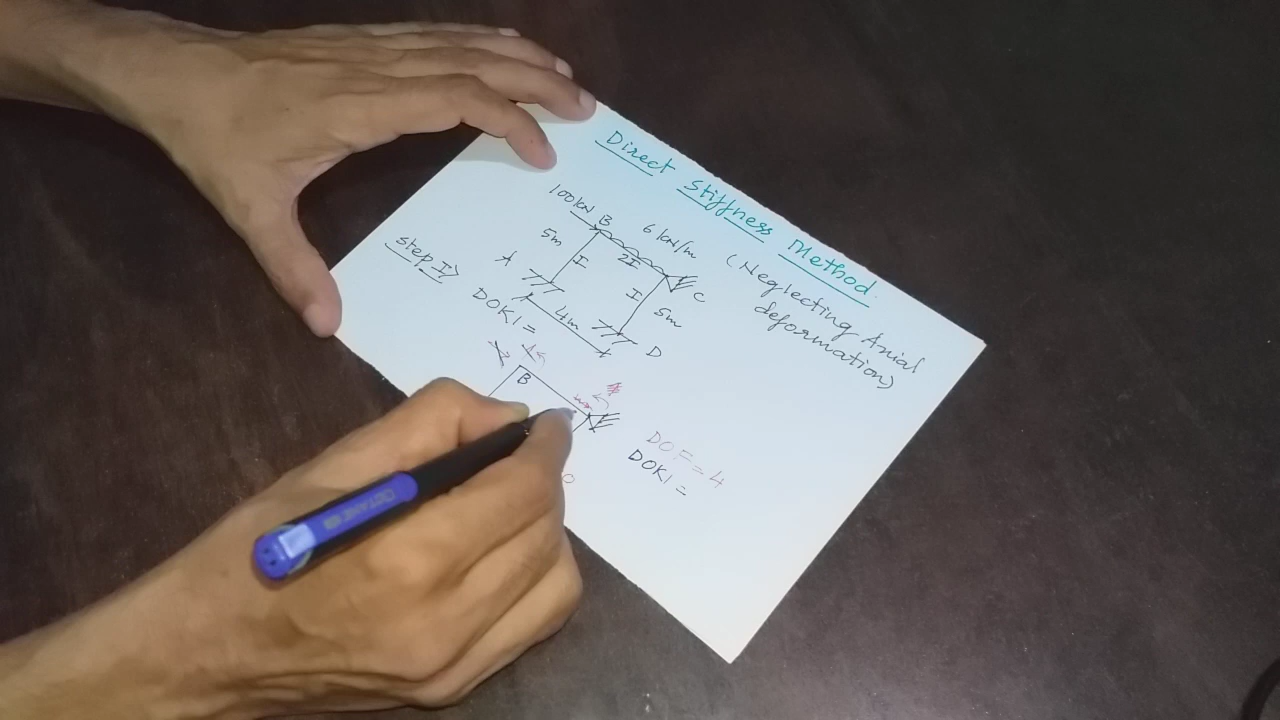 Direct Stiffness Method.
(Neglecting Axial
deformation)
100kN B
6 kN/m
5m
I
2I
A
C
I
5m
4m
D
Step I>
DOKI =
B
DOF = 4
DOKI =